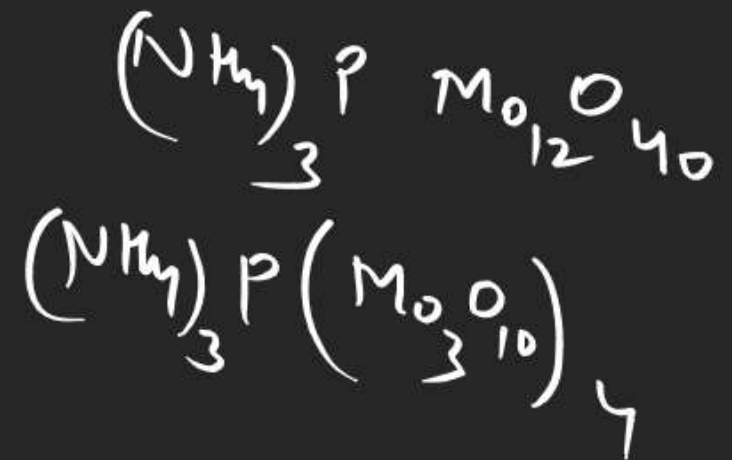 (NH₄)₃ P Mo₁₂ O₄₀
(NH₄)₃ P (Mo₃ O₁₀)₄